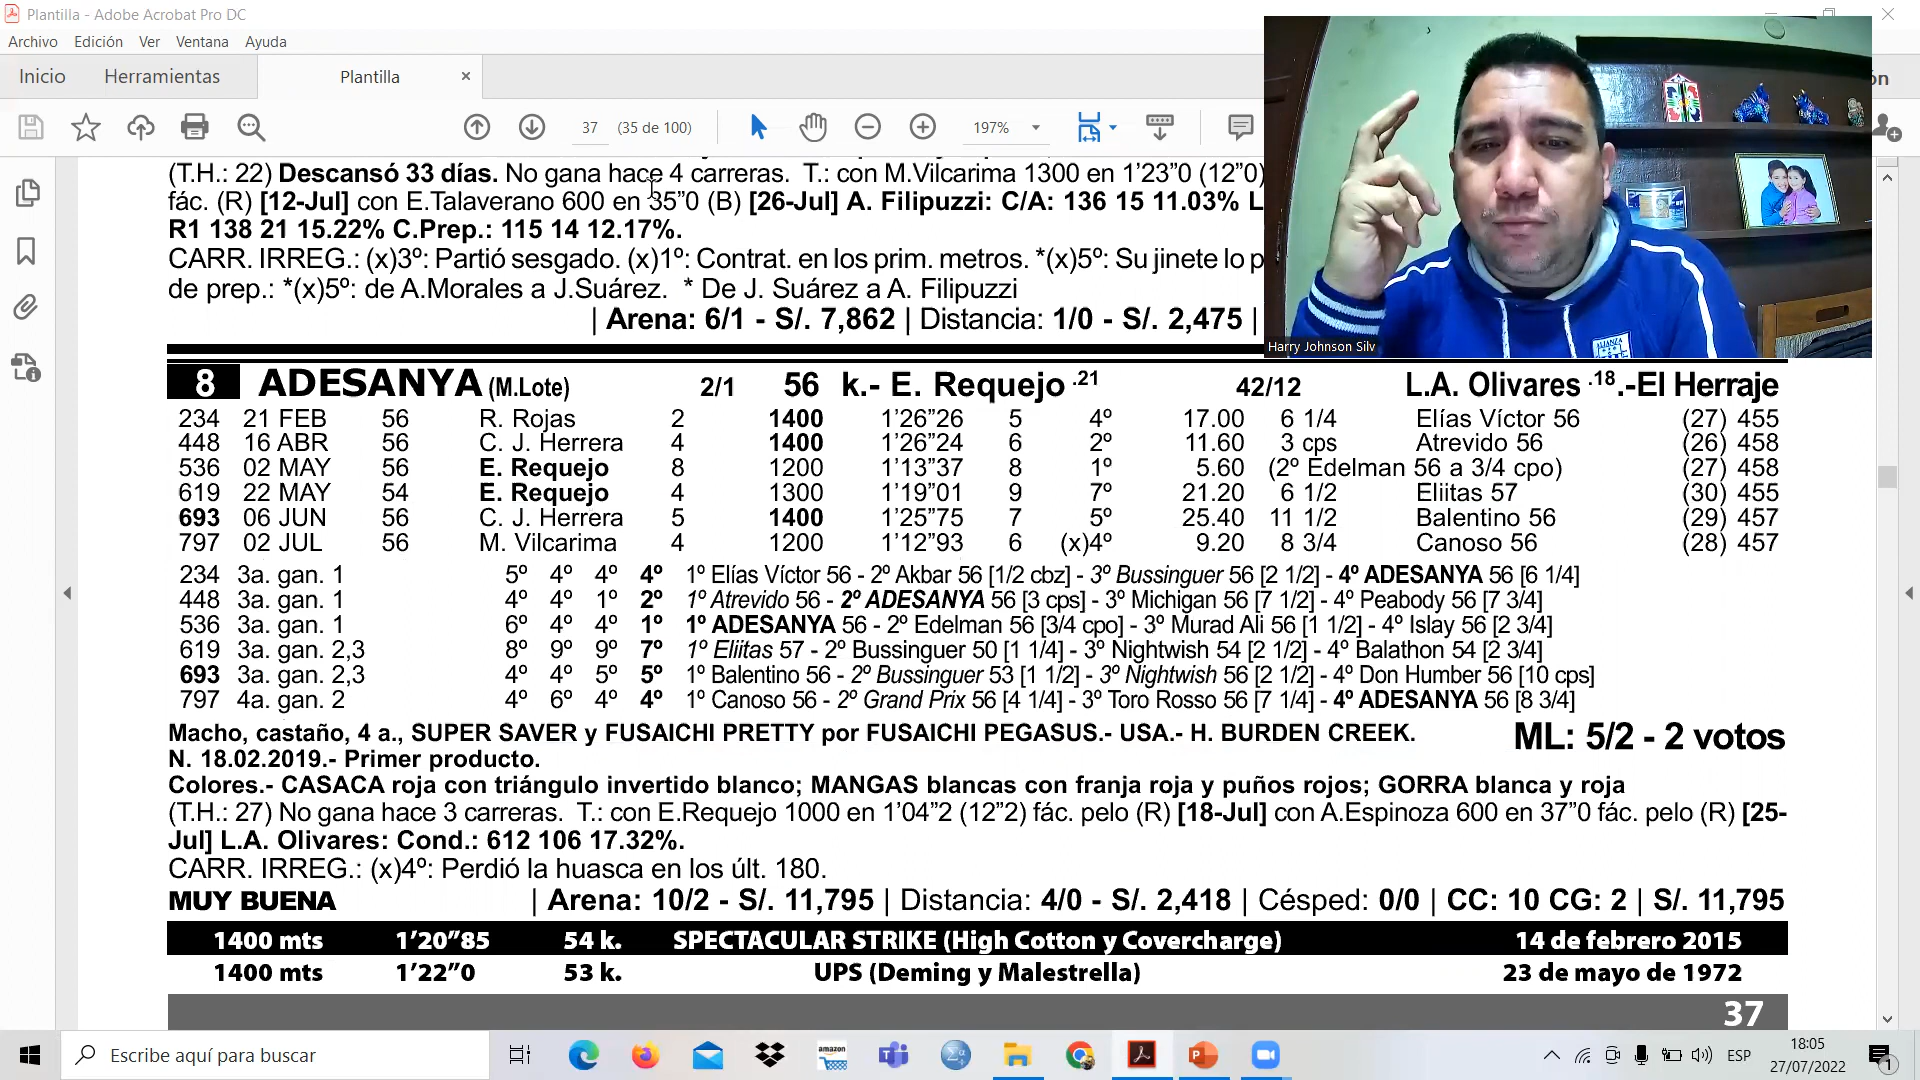 Plantilla - Adobe Acrobat Pro DC
Archivo Edición Ver Ventana Ayuda
Inicio Herramientas Plantilla ×
37 (35 de 100) 197%
(T.H.: 22) Descansó 33 días. No gana hace 4 carreras. T.: con M.Vilcarima 1300 en 1’23”0 (12”0)
fác. (R) [12-Jul] con E.Talaverano 600 en 35”0 (B) [26-Jul] A. Filipuzzi: C/A: 136 15 11.03% L
R1 138 21 15.22% C.Prep.: 115 14 12.17%.
CARR. IRREG.: (x)3º: Partió sesgado. (x)1º: Contrat. en los prim. metros. *(x)5º: Su jinete lo p
de prep.: *(x)5º: de A.Morales a J.Suárez. * De J. Suárez a A. Filipuzzi
| Arena: 6/1 - S/. 7,862 | Distancia: 1/0 - S/. 2,475 |
Harry Johnson Silv
8 ADESANYA (M.Lote) 2/1 56 k.- E. Requejo .21 42/12 L.A. Olivares .18.-El Herraje
234 21 FEB 56 R. Rojas 2 1400 1’26”26 5 4º 17.00 6 1/4 Elías Víctor 56 (27) 455
448 16 ABR 56 C. J. Herrera 4 1400 1’26”24 6 2º 11.60 3 cps Atrevido 56 (26) 458
536 02 MAY 56 E. Requejo 8 1200 1’13”37 8 1º 5.60 (2º Edelman 56 a 3/4 cpo) (27) 458
619 22 MAY 54 E. Requejo 4 1300 1’19”01 9 7º 21.20 6 1/2 Eliitas 57 (30) 455
693 06 JUN 56 C. J. Herrera 5 1400 1’25”75 7 5º 25.40 11 1/2 Balentino 56 (29) 457
797 02 JUL 56 M. Vilcarima 4 1200 1’12”93 6 (x)4º 9.20 8 3/4 Canoso 56 (28) 457
234 3a. gan. 1 5º 4º 4º 4º 1º Elías Víctor 56 - 2º Akbar 56 [1/2 cbz] - 3º Bussinguer 56 [2 1/2] - 4º ADESANYA 56 [6 1/4]
448 3a. gan. 1 4º 4º 1º 2º 1º Atrevido 56 - 2º ADESANYA 56 [3 cps] - 3º Michigan 56 [7 1/2] - 4º Peabody 56 [7 3/4]
536 3a. gan. 1 6º 4º 4º 1º 1º ADESANYA 56 - 2º Edelman 56 [3/4 cpo] - 3º Murad Ali 56 [1 1/2] - 4º Islay 56 [2 3/4]
619 3a. gan. 2,3 8º 9º 9º 7º 1º Eliitas 57 - 2º Bussinguer 50 [1 1/4] - 3º Nightwish 54 [2 1/2] - 4º Balathon 54 [2 3/4]
693 3a. gan. 2,3 4º 4º 5º 5º 1º Balentino 56 - 2º Bussinguer 53 [1 1/2] - 3º Nightwish 56 [2 1/2] - 4º Don Humber 56 [10 cps]
797 4a. gan. 2 4º 6º 4º 4º 1º Canoso 56 - 2º Grand Prix 56 [4 1/4] - 3º Toro Rosso 56 [7 1/4] - 4º ADESANYA 56 [8 3/4]
Macho, castaño, 4 a., SUPER SAVER y FUSAICHI PRETTY por FUSAICHI PEGASUS.- USA.- H. BURDEN CREEK. ML: 5/2 - 2 votos
N. 18.02.2019.- Primer producto.
Colores.- CASACA roja con triángulo invertido blanco; MANGAS blancas con franja roja y puños rojos; GORRA blanca y roja
(T.H.: 27) No gana hace 3 carreras. T.: con E.Requejo 1000 en 1’04”2 (12”2) fác. pelo (R) [18-Jul] con A.Espinoza 600 en 37”0 fác. pelo (R) [25-
Jul] L.A. Olivares: Cond.: 612 106 17.32%.
CARR. IRREG.: (x)4º: Perdió la huasca en los últ. 180.
MUY BUENA | Arena: 10/2 - S/. 11,795 | Distancia: 4/0 - S/. 2,418 | Césped: 0/0 | CC: 10 CG: 2 | S/. 11,795
1400 mts 1’20”85 54 k. SPECTACULAR STRIKE (High Cotton y Covercharge) 14 de febrero 2015
1400 mts 1’22”0 53 k. UPS (Deming y Malestrella) 23 de mayo de 1972
37
Escribe aquí para buscar
amazon
ESP
18:05
27/07/2022
1